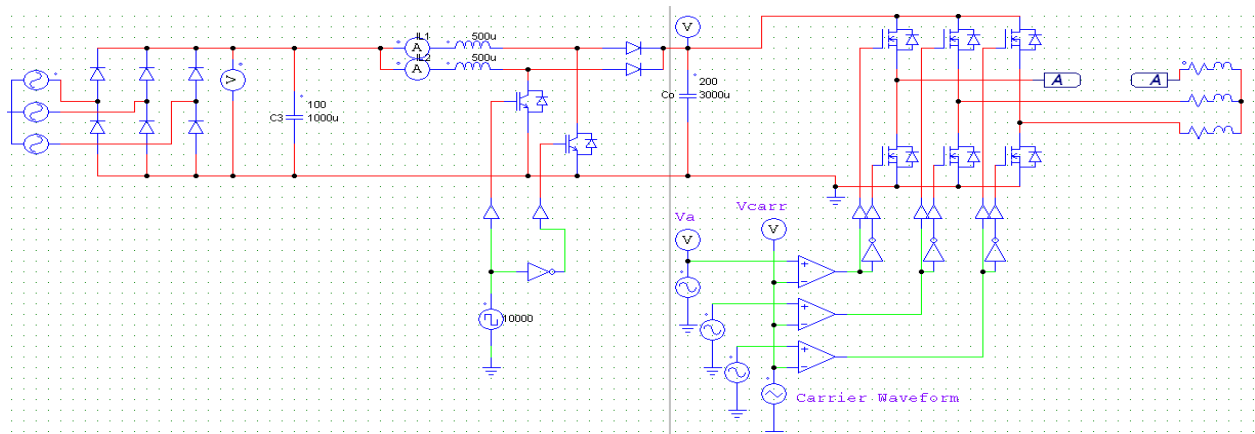 IL1
500u
A
IL2
500u
A
V
100
C3
1000u
V
200
Co
3000u
A
A
Va
V
Vcarr
V
10000
Carrier Waveform